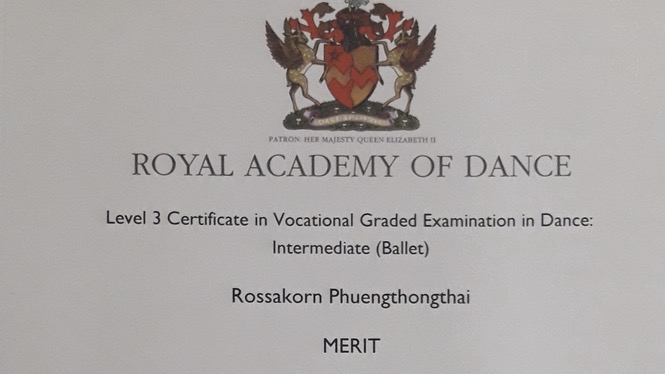 PATRON: HER MAJESTY QUEEN ELIZABETH II
ROYAL ACADEMY OF DANCE
Level 3 Certificate in Vocational Graded Examination in Dance:
Intermediate (Ballet)
Rossakorn Phuengthongthai
MERIT